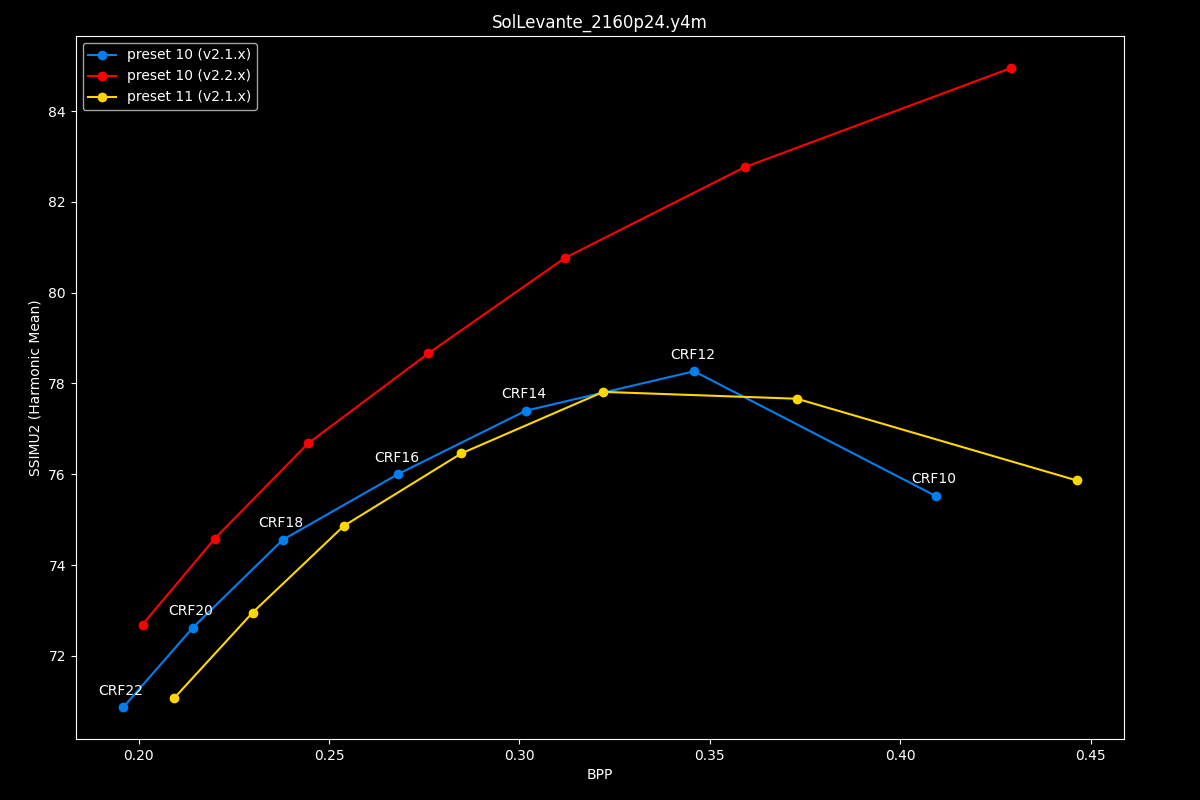 SolLevante_2160p24.y4m
preset 10 (v2.1.x)
preset 10 (v2.2.x)
preset 11 (v2.1.x)
SSIMU2 (Harmonic Mean)
84
82
80
78
76
74
72
CRF12
CRF14
CRF16
CRF10
CRF18
CRF20
CRF22
0.20
0.25
0.30
0.35
0.40
0.45
BPP